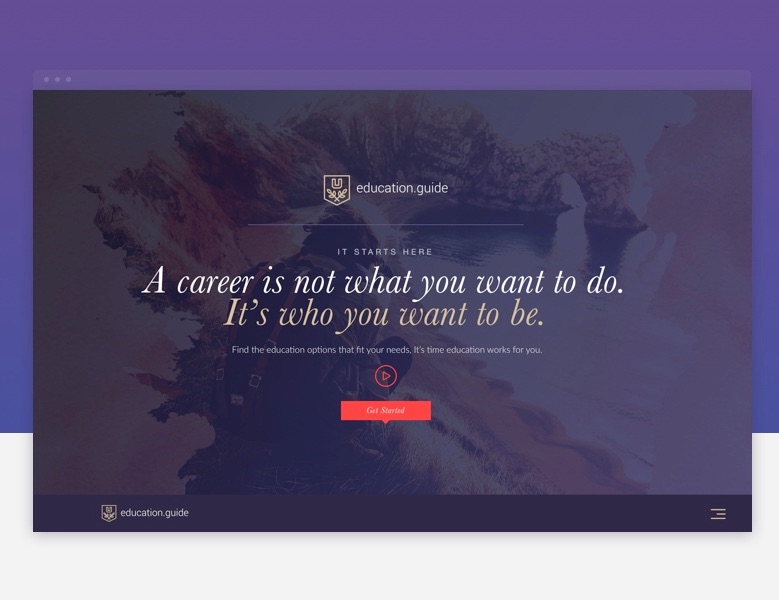 education.guide
IT STARTS HERE
A career is not what you want to do.
It's who you want to be.
Find the education options that fit your needs. It's time education works for you.
Get Started
education.guide